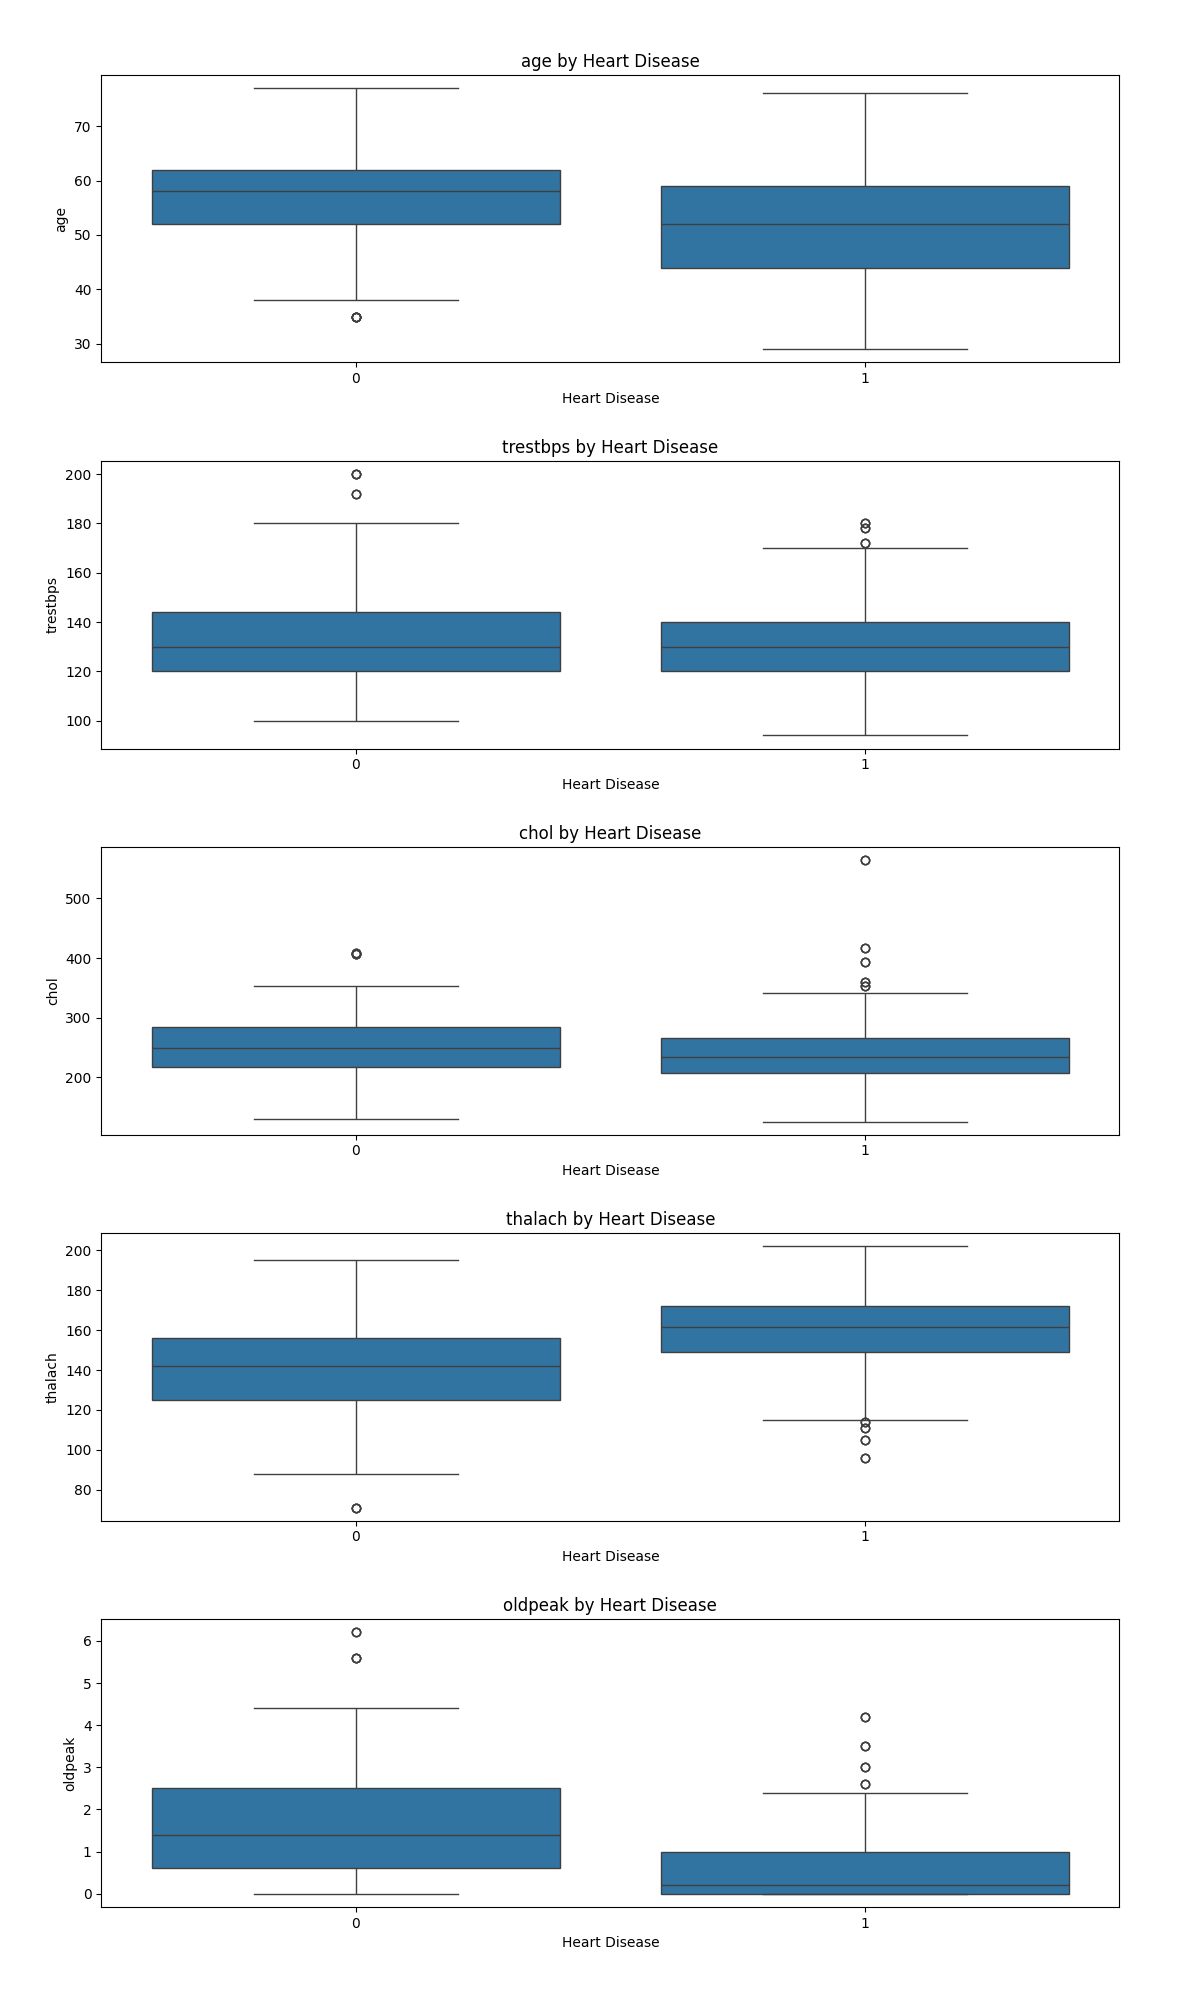 age by Heart Disease
70
60
50
40
30
age
0 1
Heart Disease
trestbps by Heart Disease
200
180
160
140
120
100
trestbps
0 1
Heart Disease
chol by Heart Disease
500
400
300
200
chol
0 1
Heart Disease
thalach by Heart Disease
200
180
160
140
120
100
80
thalach
0 1
Heart Disease
oldpeak by Heart Disease
6
5
4
3
2
1
0
oldpeak
0 1
Heart Disease